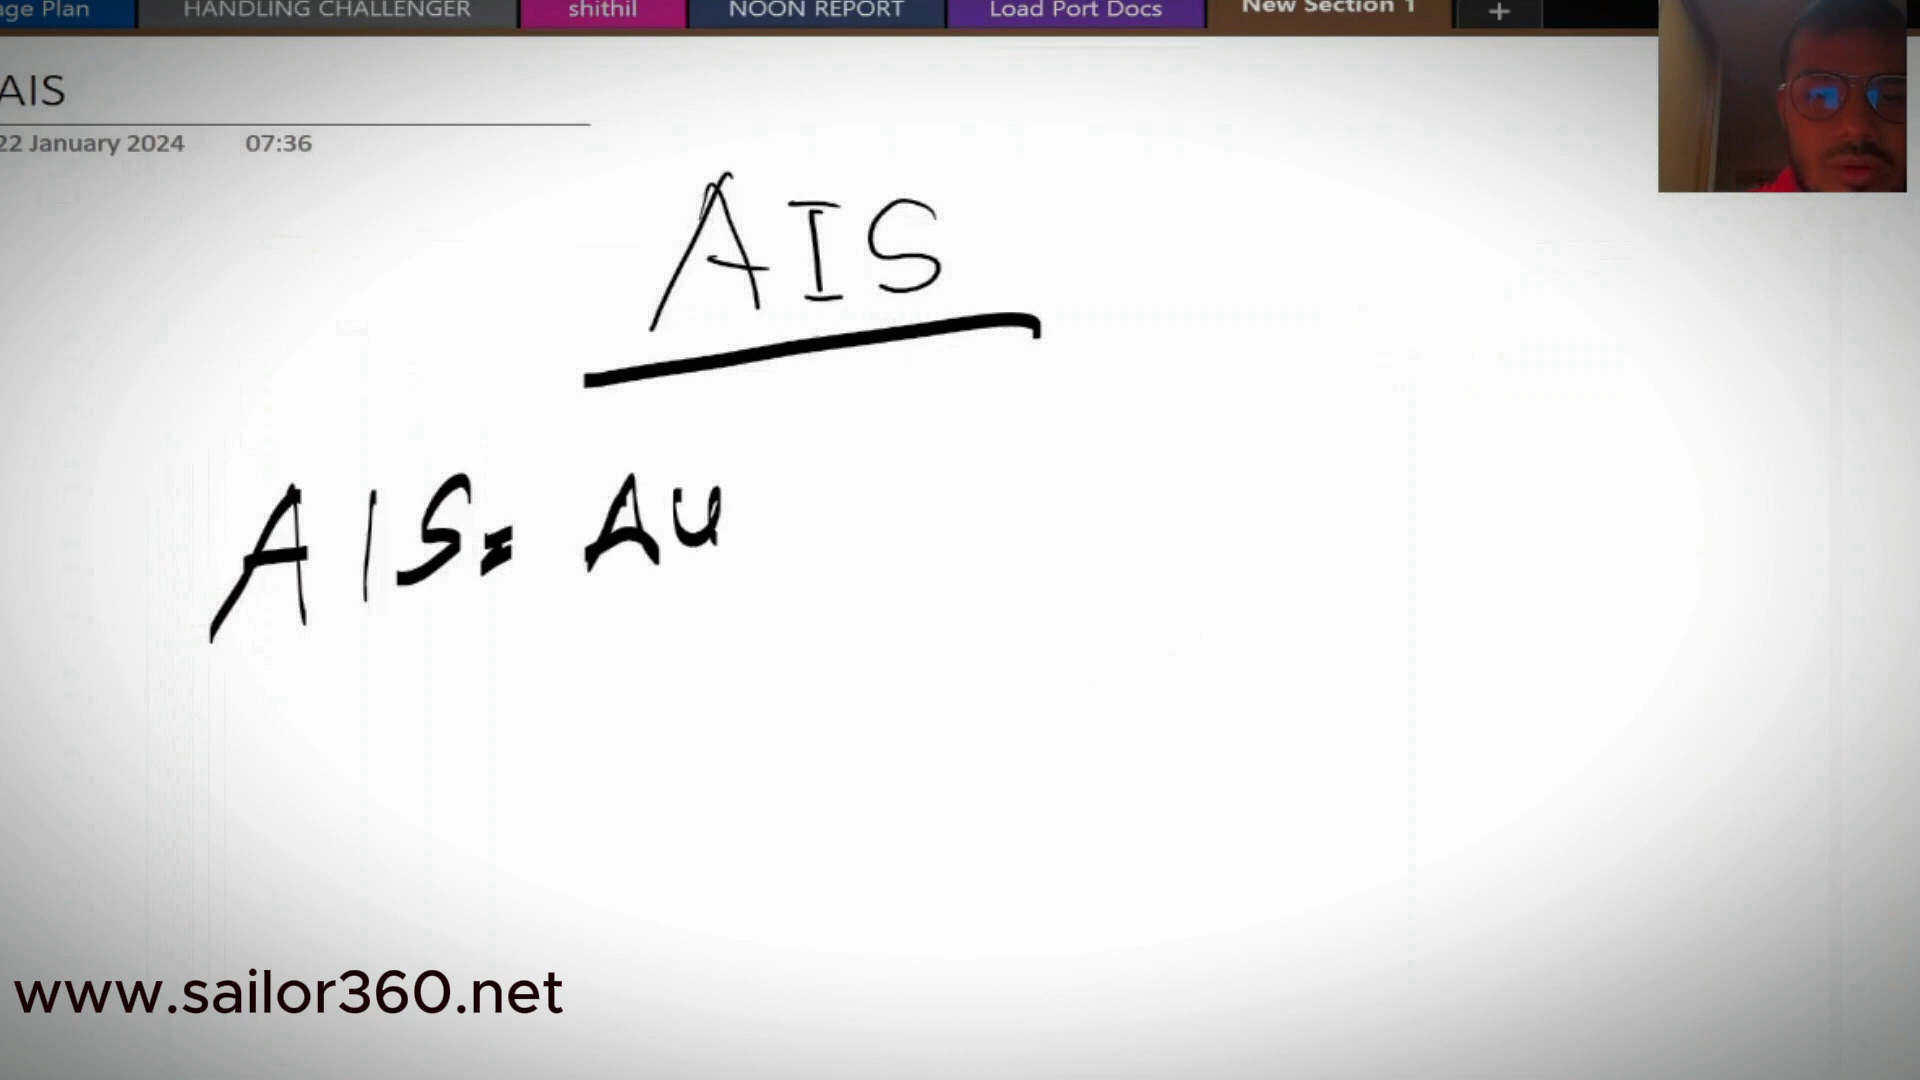 age Plan HANDLING CHALLENGER shithil NOON REPORT Load Port Docs New Section 1 +
AIS
22 January 2024 07:36
AIS
AIS= Au
www.sailor360.net